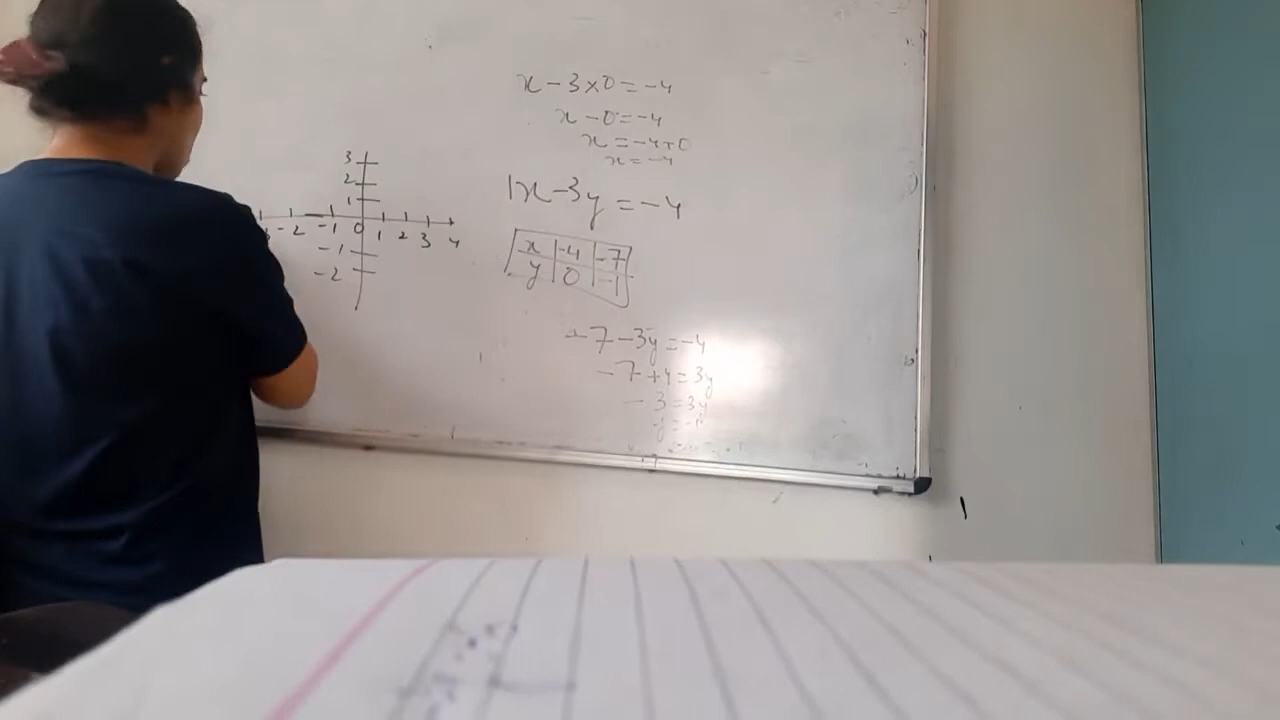 x - 3 × 0 = -4
x - 0 = -4
x = -4 + 0
x = -4
1x - 3y = -4
x | -4 | -7
y | 0 | -1
-7 - 3y = -4
-7 + 4 = 3y
-3 = 3y
y = -1
3
2
1
-2 -1 0 1 2 3 4
-1
-2